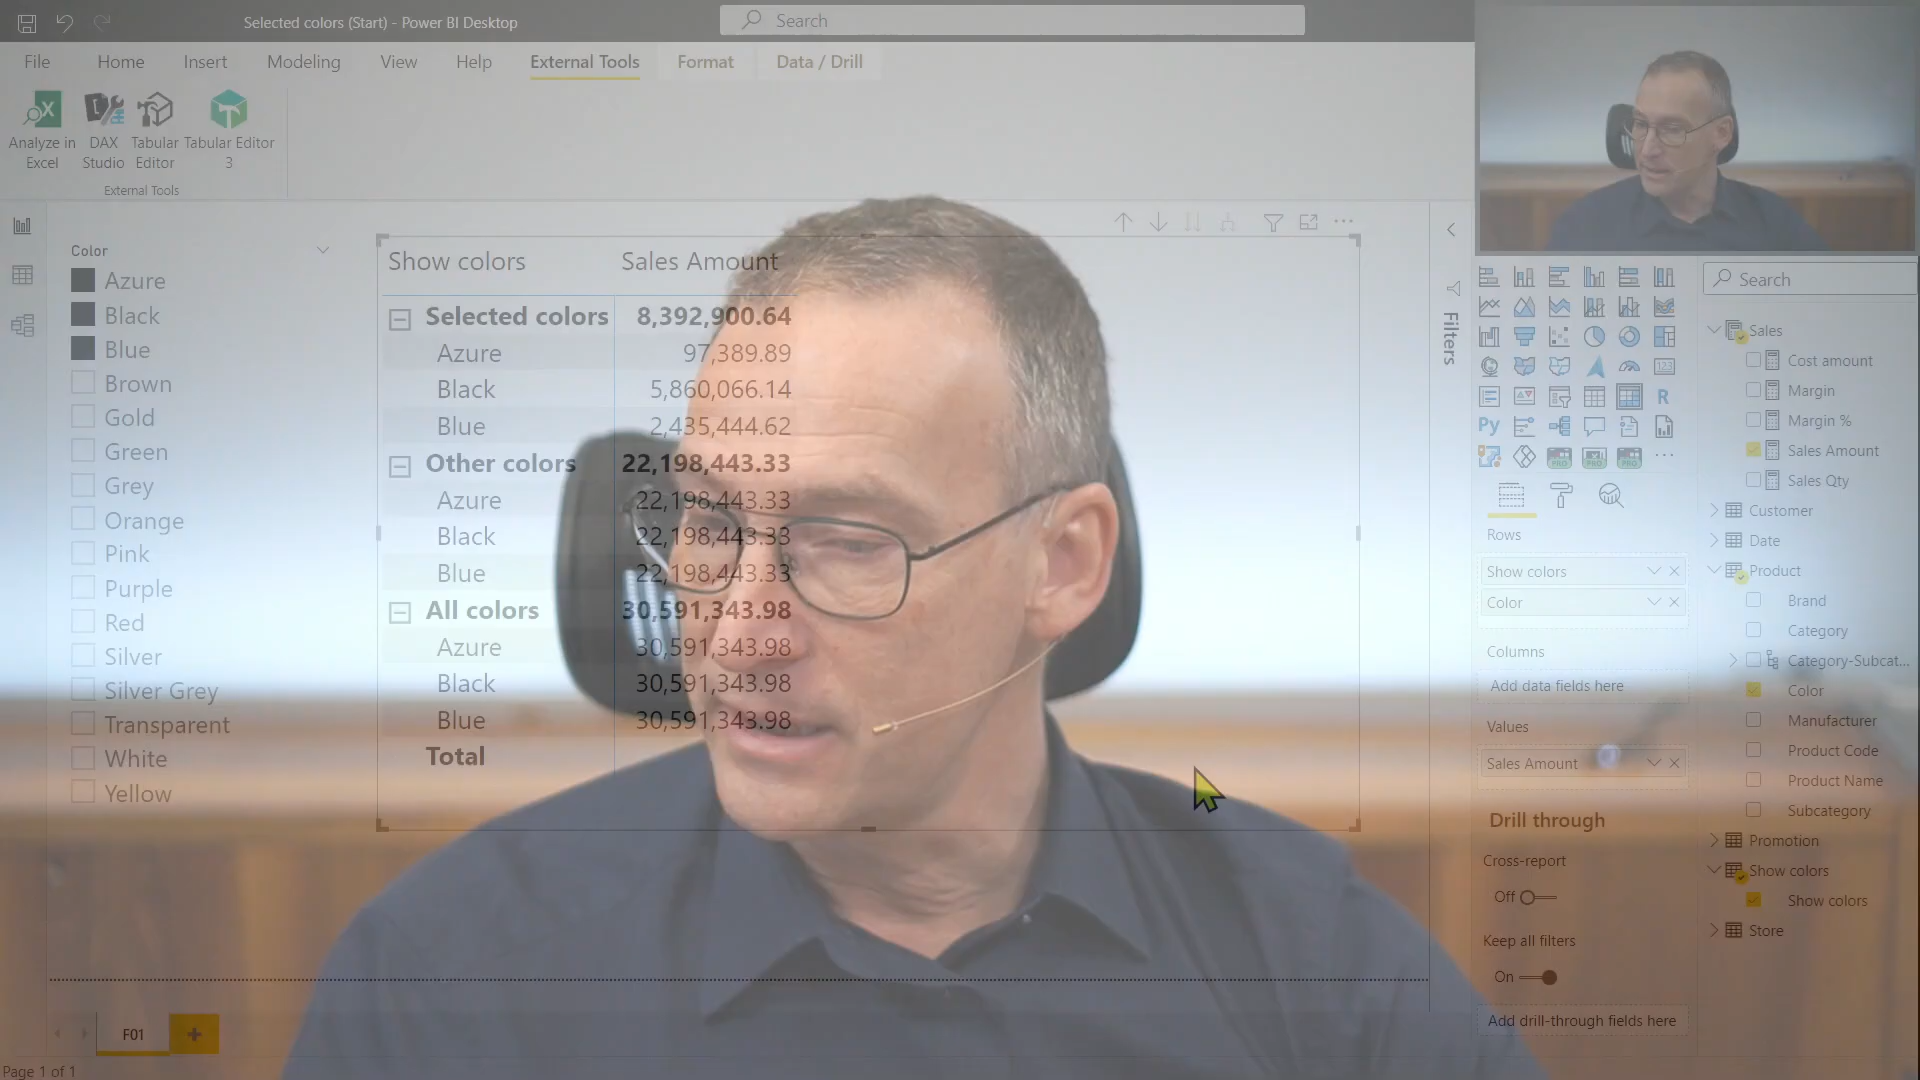 Selected colors (Start) - Power BI Desktop
Search
File Home Insert Modeling View Help External Tools Format Data / Drill
Analyze in Excel
DAX Studio
Tabular Editor
Tabular Editor 3
External Tools
Color
Azure
Black
Blue
Brown
Gold
Green
Grey
Orange
Pink
Purple
Red
Silver
Silver Grey
Transparent
White
Yellow
Show colors Sales Amount
Selected colors 8,392,900.64
Azure 97,389.89
Black 5,860,066.14
Blue 2,435,444.62
Other colors 22,198,443.33
Azure 22,198,443.33
Black 22,198,443.33
Blue 22,198,443.33
All colors 30,591,343.98
Azure 30,591,343.98
Black 30,591,343.98
Blue 30,591,343.98
Total
Filters
123
R
Py
PRO PRO PRO
Rows
Show colors
Color
Columns
Add data fields here
Values
Sales Amount
Drill through
Cross-report
Off
Keep all filters
On
Add drill-through fields here
Search
Sales
Cost amount
Margin
Margin %
Sales Amount
Sales Qty
Customer
Date
Product
Brand
Category
Category-Subcat...
Color
Manufacturer
Product Code
Product Name
Subcategory
Promotion
Show colors
Show colors
Store
F01
Page 1 of 1